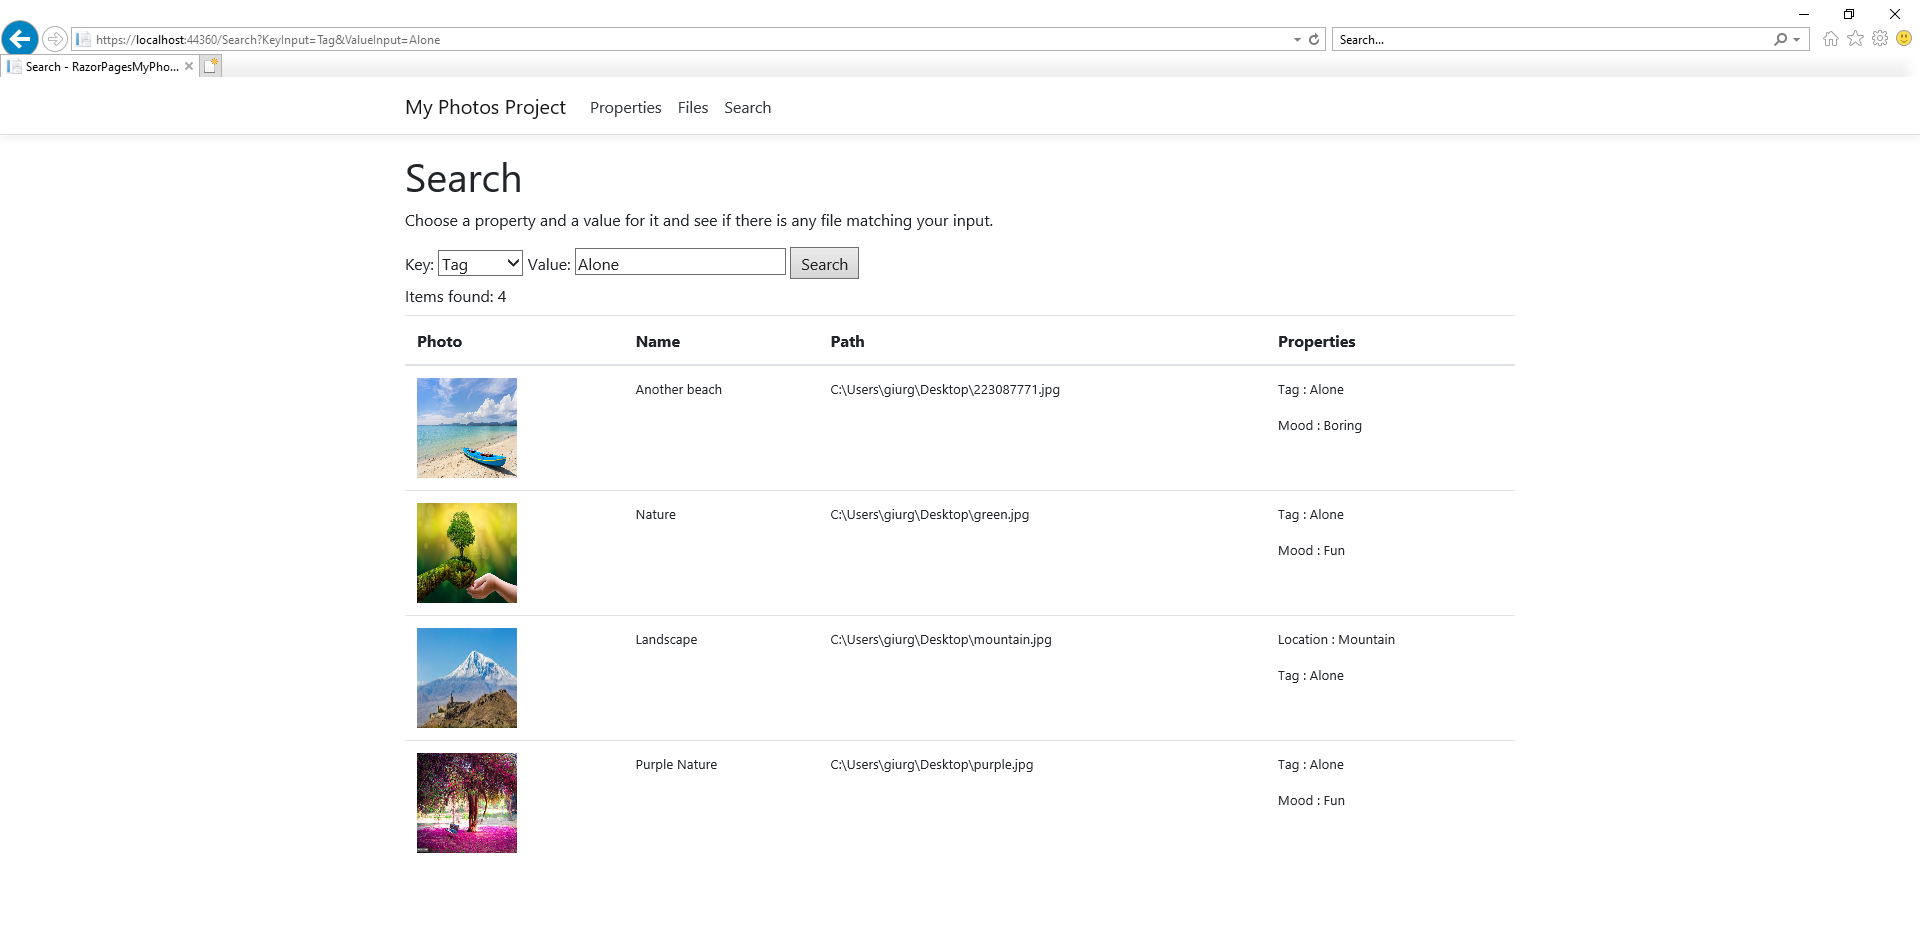 https://localhost:44360/Search?KeyInput=Tag&ValueInput=Alone
Search...
Search - RazorPagesMyPho...
My Photos Project Properties Files Search
Search
Choose a property and a value for it and see if there is any file matching your input.
Key: Tag Value: Alone Search
Items found: 4
Photo Name Path Properties
Another beach C:\Users\giurg\Desktop\223087771.jpg Tag : Alone
Mood : Boring
Nature C:\Users\giurg\Desktop\green.jpg Tag : Alone
Mood : Fun
Landscape C:\Users\giurg\Desktop\mountain.jpg Location : Mountain
Tag : Alone
Purple Nature C:\Users\giurg\Desktop\purple.jpg Tag : Alone
Mood : Fun